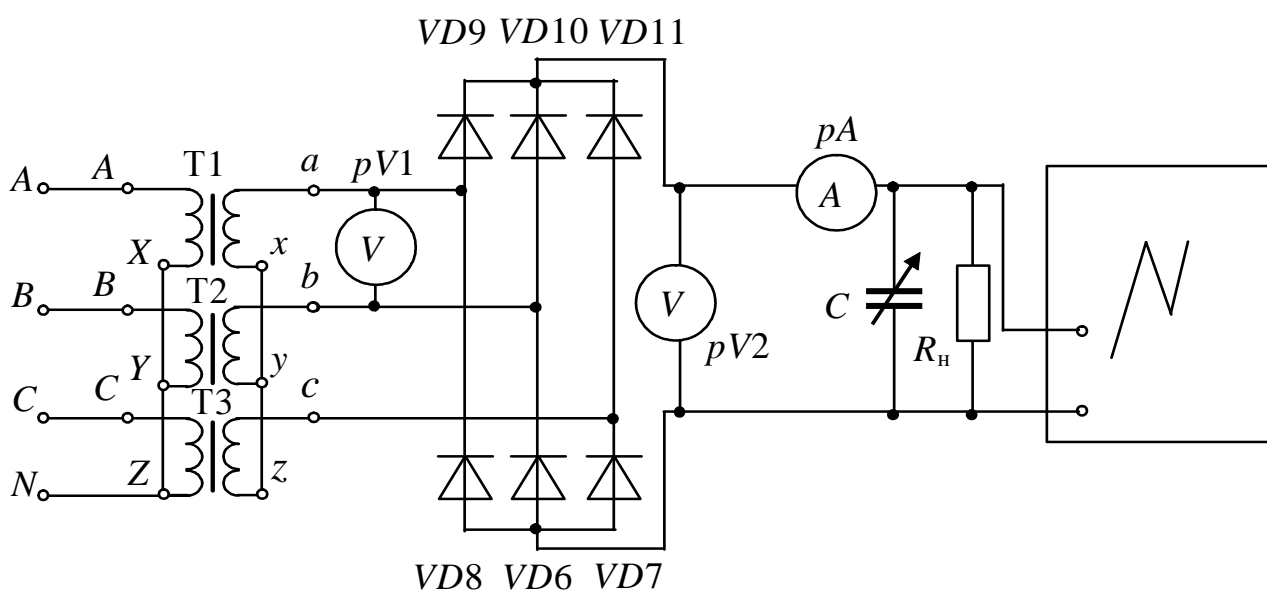 VD9 VD10 VD11
pA
A A T1 a pV1
A
V
X x
B B T2 b
V
C
pV2
Rн
Y y
C C T3 c
N Z z
VD8 VD6 VD7